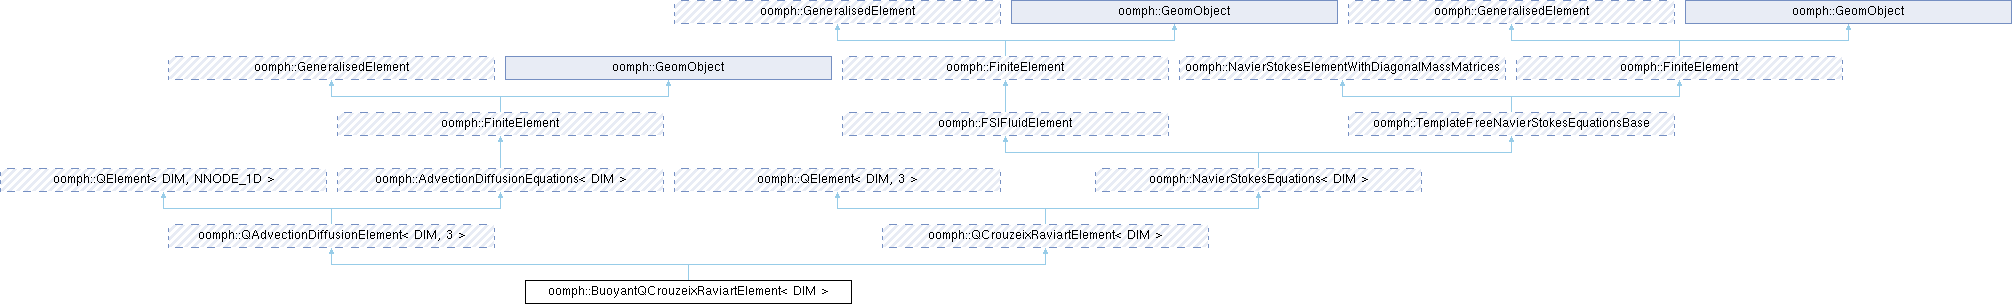 oomph::GeneralisedElement
oomph::GeomObject
oomph::GeneralisedElement
oomph::GeomObject
oomph::GeneralisedElement
oomph::GeomObject
oomph::FiniteElement
oomph::NavierStokesElementWithDiagonalMassMatrices
oomph::FiniteElement
oomph::FiniteElement
oomph::FSIFluidElement
oomph::TemplateFreeNavierStokesEquationsBase
oomph::QElement< DIM, NNODE_1D >
oomph::AdvectionDiffusionEquations< DIM >
oomph::QElement< DIM, 3 >
oomph::NavierStokesEquations< DIM >
oomph::QAdvectionDiffusionElement< DIM, 3 >
oomph::QCrouzeixRaviartElement< DIM >
oomph::BuoyantQCrouzeixRaviartElement< DIM >